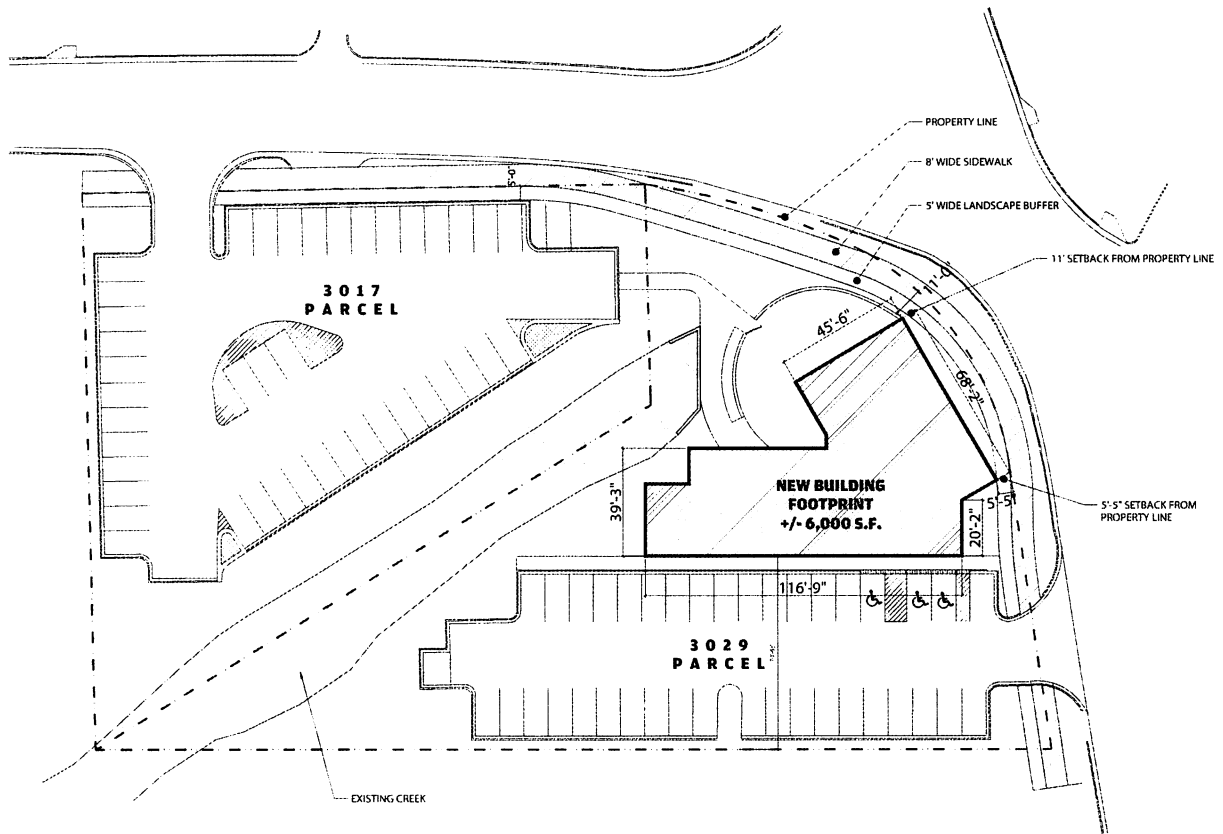 PROPERTY LINE
8' WIDE SIDEWALK
5' WIDE LANDSCAPE BUFFER
11' SETBACK FROM PROPERTY LINE
5'-0"
11'-0"
3017
PARCEL
45'-6"
68'-2"
39'-3"
NEW BUILDING
FOOTPRINT
+/- 6,000 S.F.
5'-5"
20'-2"
5'-5" SETBACK FROM
PROPERTY LINE
116'-9"
3029
PARCEL
EXISTING CREEK